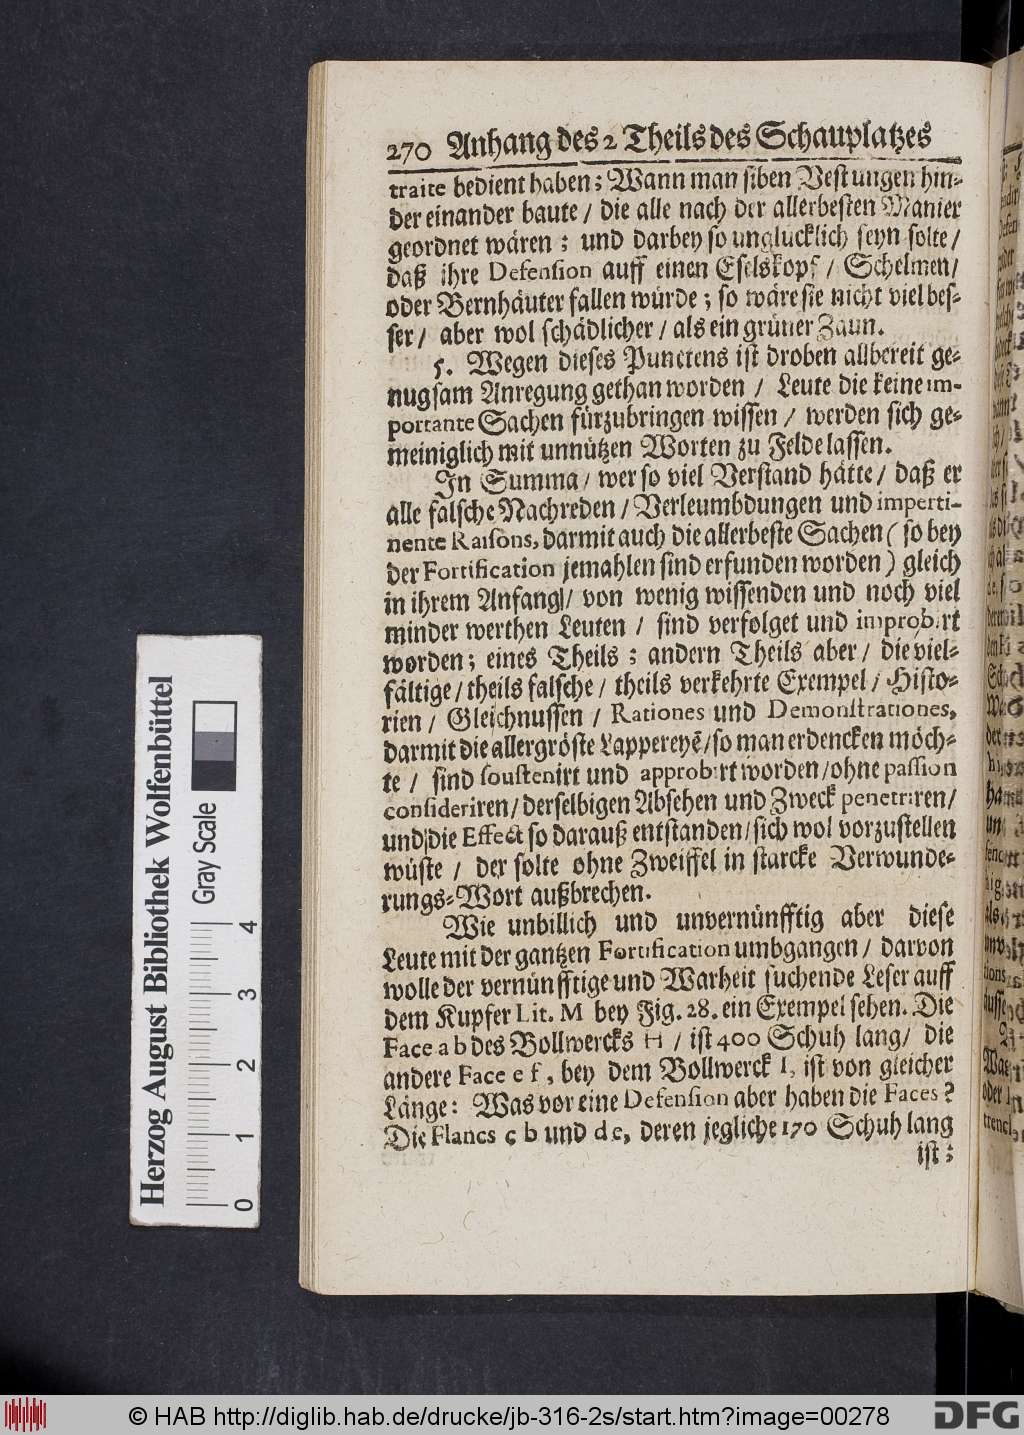 270 Anhang des 2 Theils des Schauplatzes
traite bedient haben; Wann man siben Vestungen hin-
der einander baute / die alle nach der allerbesten Manier
geordnet wären; und darbey so unglucklich seyn solte /
daß ihre Defension auff einen Eselskopf / Schelmen /
oder Bernhäuter fallen würde; so wäre sie nicht viel bes-
ser / aber wol schädlicher / als ein grüner Zaun.
5. Wegen dieses Punctens ist droben allbereit ge-
nugsam Anregung gethan worden / Leute die keine im-
portante Sachen fürzubringen wissen / werden sich ge-
meiniglich mit unnützen Worten zu Felde lassen.
In Summa / wer so viel Verstand hätte / daß er
alle falsche Nachreden / Verleumbdungen und imperti-
nente Raisons, darmit auch die allerbeste Sachen (so bey
der Fortification jemahlen sind erfunden worden) gleich
in ihrem Anfang / von wenig wissenden und noch viel
minder werthen Leuten / sind verfolget und improbirt
worden; eines Theils; andern Theils aber / die viel-
fältige / theils falsche / theils verkehrte Exempel / Histo-
rien / Gleichnussen / Rationes und Demonstrationes,
darmit die allergröste Lappereyē / so man erdencken möch-
te / sind soustenirt und approbirt worden / ohne passion
consideriren / derselbigen Absehen und Zweck penetriren /
und die Effect so darauß entstanden / sich wol vorzustellen
wüste / der solte ohne Zweiffel in starcke Verwunde-
rungs-Wort außbrechen.
Wie unbillich und unvernünfftig aber diese
Leute mit der gantzen Fortification umbgangen / darvon
wolle der vernünfftige und Warheit suchende Leser auff
dem Kupfer Lit. M bey Fig. 28. ein Exempel sehen. Die
Face a b des Bollwercks H / ist 400 Schuh lang / die
andere Face e f, bey dem Bollwerck I, ist von gleicher
Länge: Was vor eine Defension aber haben die Faces?
Die Flancs c b und d e, deren jegliche 170 Schuh lang
ist;
Herzog August Bibliothek Wolfenbüttel
Gray Scale
0 1 2 3 4
© HAB http://diglib.hab.de/drucke/jb-316-2s/start.htm?image=00278
DFG